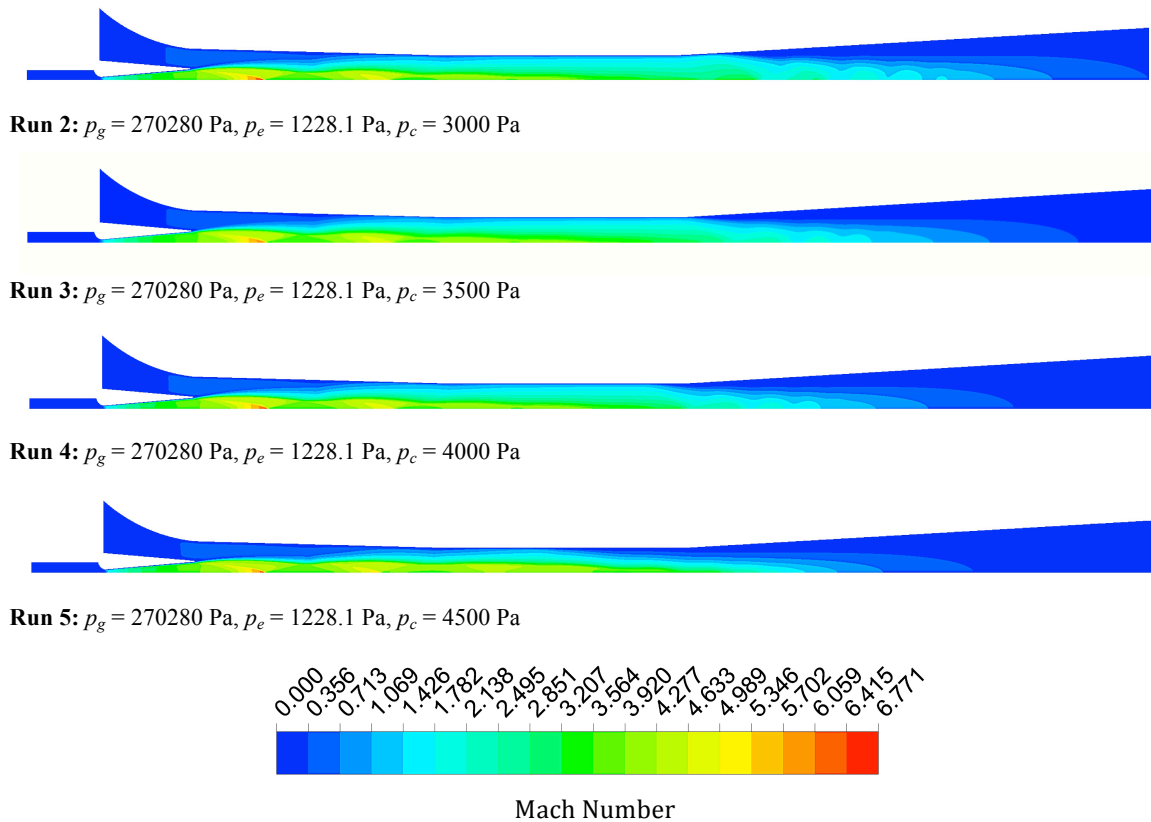 Run 2: pg = 270280 Pa, pe = 1228.1 Pa, pc = 3000 Pa
Run 3: pg = 270280 Pa, pe = 1228.1 Pa, pc = 3500 Pa
Run 4: pg = 270280 Pa, pe = 1228.1 Pa, pc = 4000 Pa
Run 5: pg = 270280 Pa, pe = 1228.1 Pa, pc = 4500 Pa
0.000 0.356 0.713 1.069 1.426 1.782 2.138 2.495 2.851 3.207 3.564 3.920 4.277 4.633 4.989 5.346 5.702 6.059 6.415 6.771
Mach Number